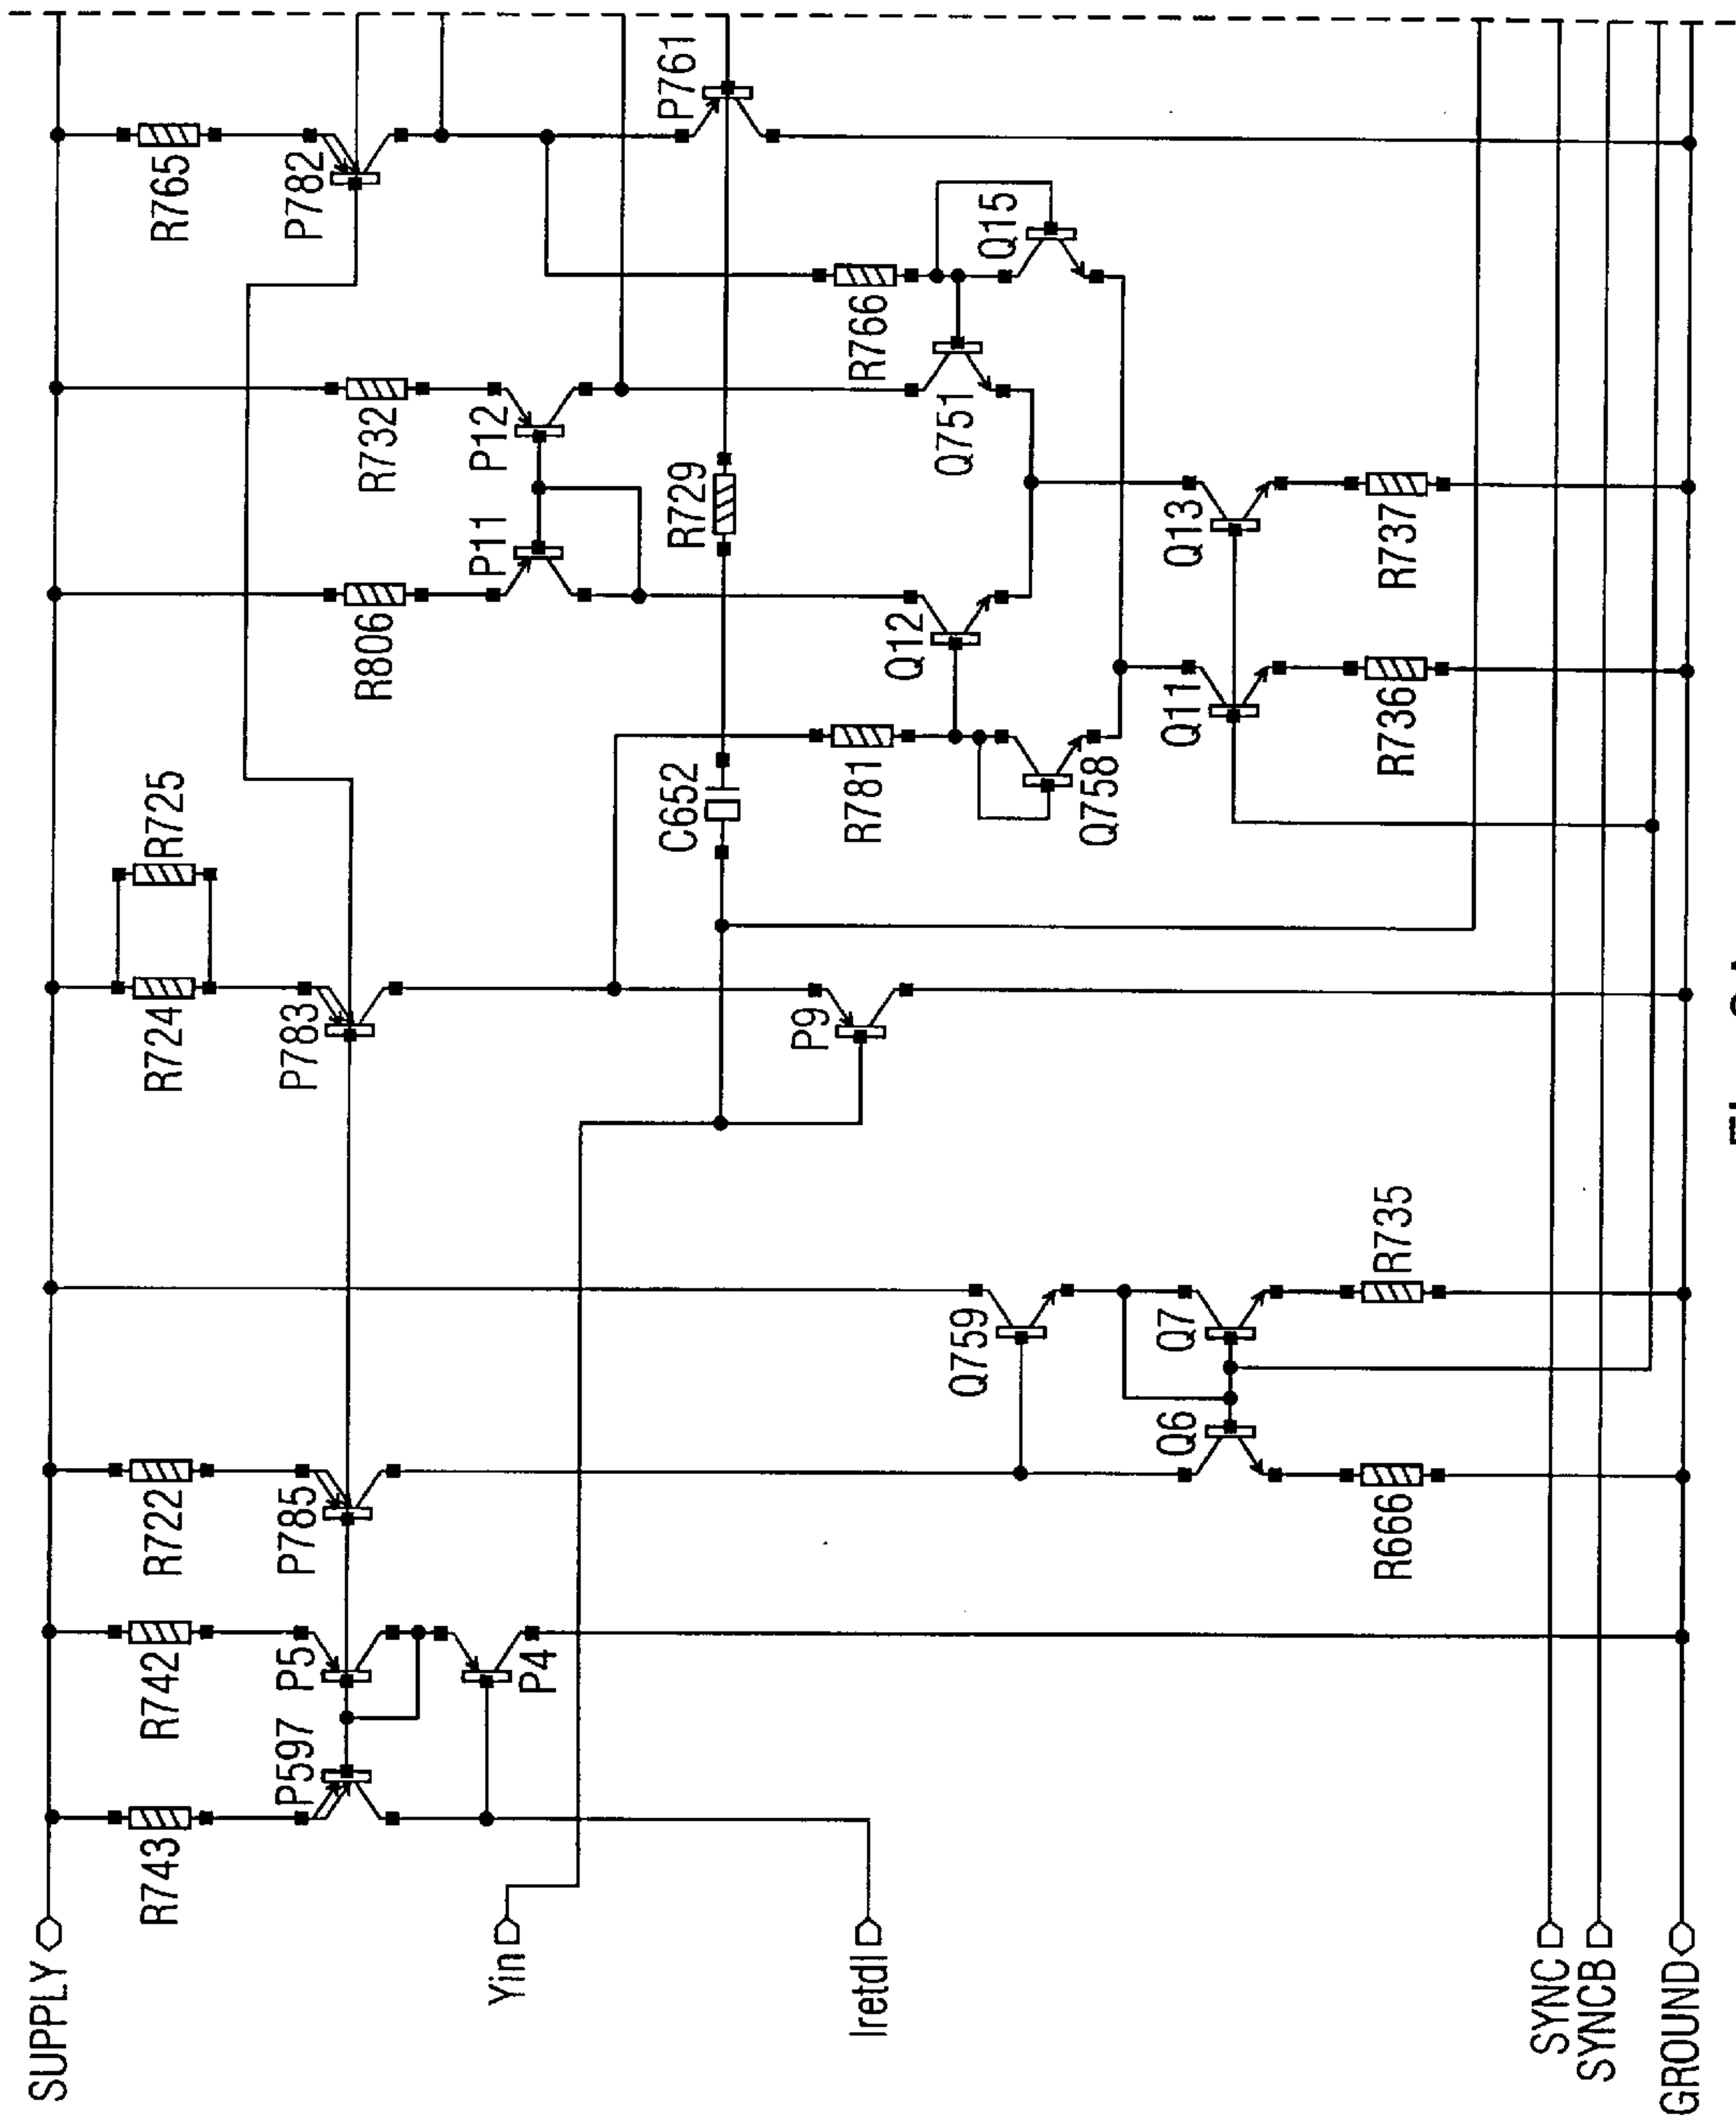 SUPPLY
Yin
Iretdl
SYNC
SYNCB
GROUND
R743
P597
R742
P5
P4
R722
P785
Q759
Q6
Q7
R666
R735
R724
R725
P783
P9
C652
R729
R781
Q758
Q12
R806
P11
R732
P12
Q11
R736
Q13
R737
Q751
R766
Q15
R765
P782
P761